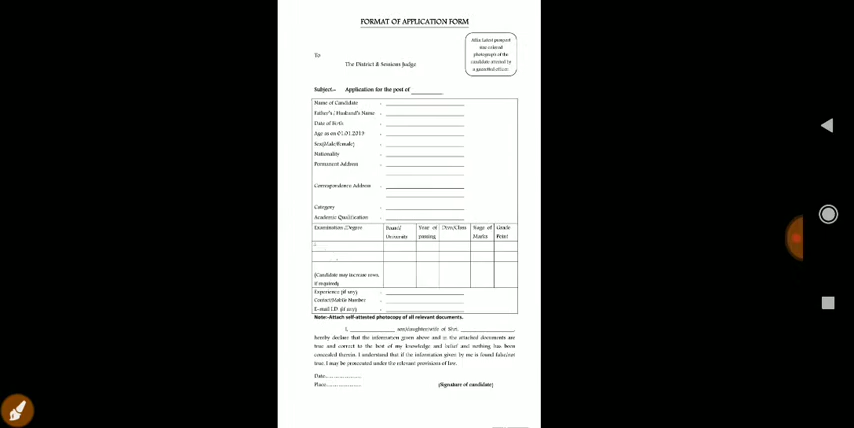 FORMAT OF APPLICATION FORM
Affix Latest passport
size colored
photograph of the
candidate attested by
a gazetted officer.
To
The District & Sessions Judge
Subject:- Application for the post of ________
Name of Candidate :
Father's / Husband's Name :
Date of Birth :
Age as on 01.01.2019 :
Sex(Male/Female) :
Nationality :
Permanent Address :
Correspondence Address :
Category :
Academic Qualification :
Examination /Degree Board/ University Year of passing Divn/Class %age of Marks Grade Point
(Candidate may increase rows,
if required)
Experience (if any) :
Contact/Mobile Number :
E-mail I.D. (if any) :
Note:-Attach self-attested photocopy of all relevant documents.
I, ____________ son/daughter/wife of Shri. ______________,
hereby declare that the information given above and in the attached documents are
true and correct to the best of my knowledge and belief and nothing has been
concealed therein. I understand that if the information given by me is found false/not
true, I may be prosecuted under the relevant provisions of law.
Date....................
Place....................
(Signature of candidate)